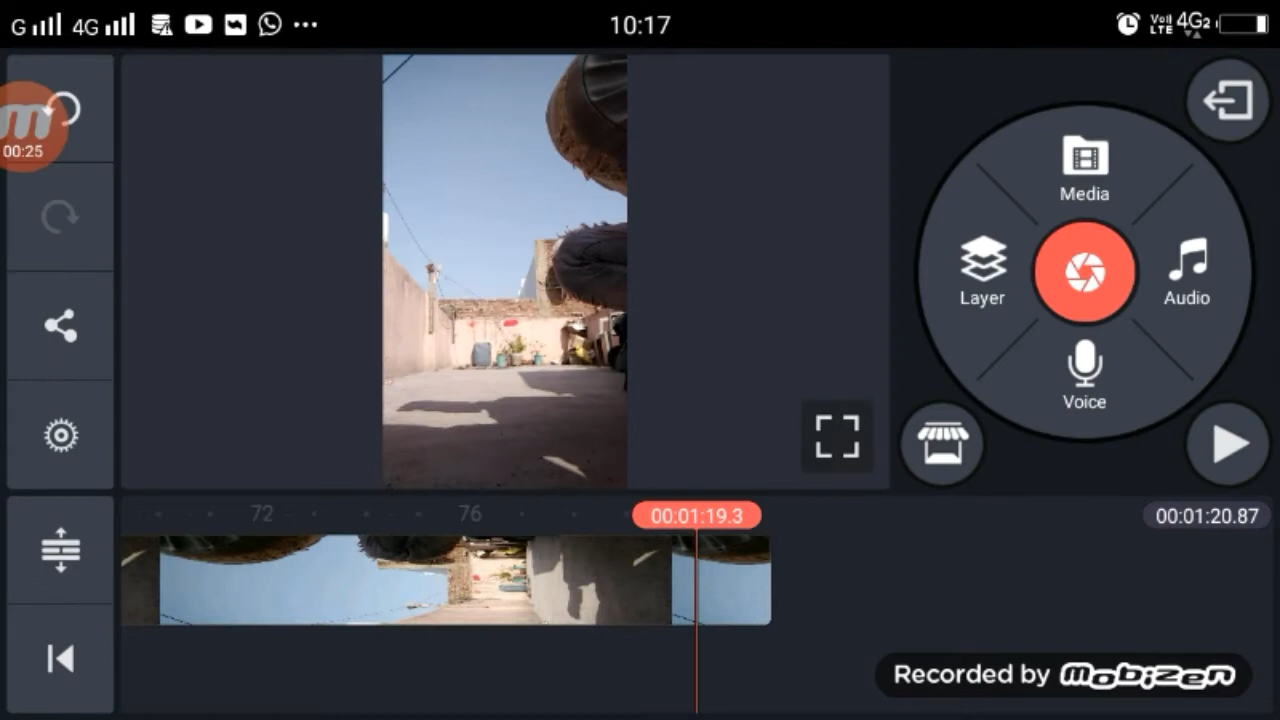 G 4G 10:17 VoII LTE 4G2
m
00:25
Media
Layer
Audio
Voice
72 76 00:01:19.3 00:01:20.87
Recorded by mobizen